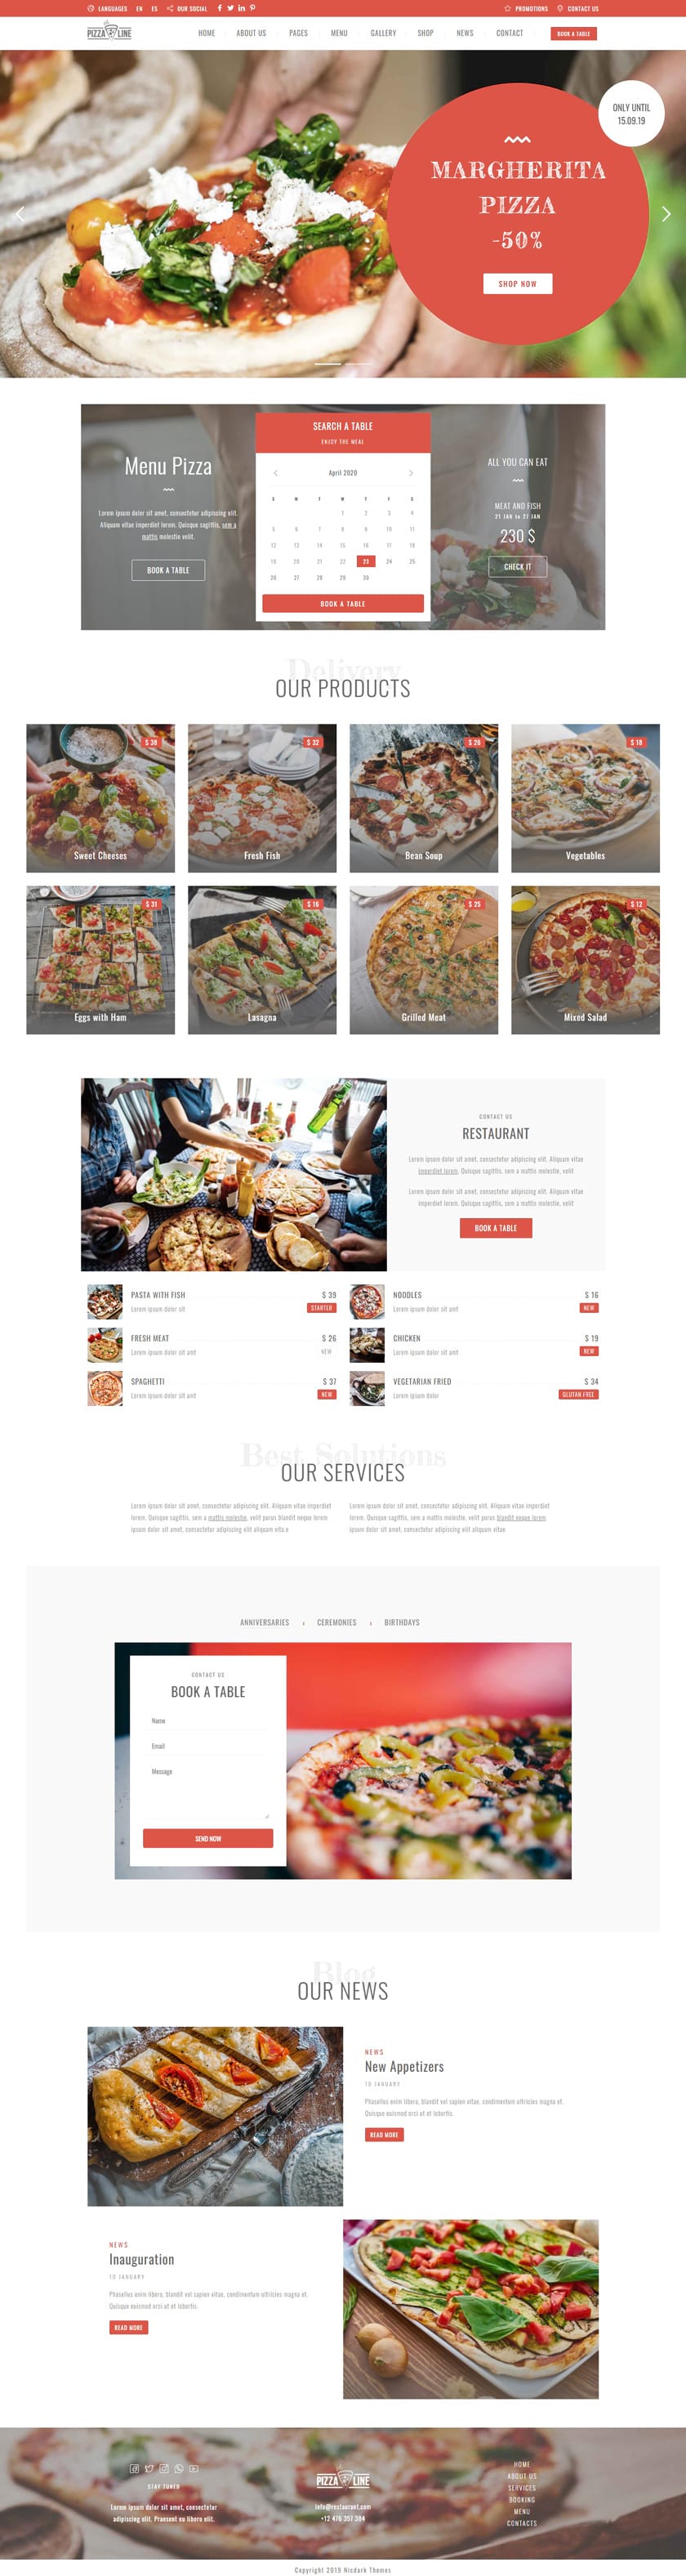 LANGUAGES EN ES OUR SOCIAL
PROMOTIONS CONTACT US
PIZZA LINE
HOME ABOUT US PAGES MENU GALLERY SHOP NEWS CONTACT
BOOK A TABLE
ONLY UNTIL
15.09.19
MARGHERITA
PIZZA
-50%
SHOP NOW
Menu Pizza
Lorem ipsum dolor sit amet, consectetur adipiscing elit.
Aliquam vitae imperdiet lorem. Quisque sagittis, sem a
mattis molestie velit.
BOOK A TABLE
SEARCH A TABLE
ENJOY THE MEAL
April 2020
S M T W T F S
1 2 3 4
5 6 7 8 9 10 11
12 13 14 15 16 17 18
19 20 21 22 23 24 25
26 27 28 29 30
BOOK A TABLE
ALL YOU CAN EAT
MEAT AND FISH
21 JAN to 27 JAN
230 $
CHECK IT
Delivery
OUR PRODUCTS
$ 38
Sweet Cheeses
$ 32
Fresh Fish
$ 28
Bean Soup
$ 18
Vegetables
$ 31
Eggs with Ham
$ 16
Lasagna
$ 25
Grilled Meat
$ 12
Mixed Salad
CONTACT US
RESTAURANT
Lorem ipsum dolor sit amet, consectetur adipiscing elit. Aliquam vitae
imperdiet lorem. Quisque sagittis, sem a mattis molestie, velit
Lorem ipsum dolor sit amet, consectetur adipiscing elit. Aliquam vitae
imperdiet lorem. Quisque sagittis, sem a mattis molestie, velit
BOOK A TABLE
PASTA WITH FISH $ 39
Lorem ipsum dolor sit STARTER
NOODLES $ 16
Lorem ipsum dolor sit amt NEW
FRESH MEAT $ 26
Lorem ipsum dolor sit amt NEW
CHICKEN $ 19
Lorem ipsum dolor sit amt NEW
SPAGHETTI $ 37
Lorem ipsum dolor sit amt NEW
VEGETARIAN FRIED $ 34
Lorem ipsum dolor GLUTAN FREE
Best Solutions
OUR SERVICES
Lorem ipsum dolor sit amet, consectetur adipiscing elit. Aliquam vitae imperdiet
lorem. Quisque sagittis, sem a mattis molestie, velit purus blandit neque lorem
ipsum dolor sit amet, consectetur adipiscing elit aliquam vita e
Lorem ipsum dolor sit amet, consectetur adipiscing elit. Aliquam vitae imperdiet
lorem. Quisque sagittis, sem a mattis molestie, velit purus blandit neque lorem
ipsum dolor sit amet, consectetur adipiscing elit aliquam vitae
ANNIVERSARIES CEREMONIES BIRTHDAYS
CONTACT US
BOOK A TABLE
Name
Email
Message
SEND NOW
Blog
OUR NEWS
NEWS
New Appetizers
10 JANUARY
Phasellus enim libero, blandit vel sapien vitae, condimentum ultricies magna et.
Quisque euismod orci ut et lobortis.
READ MORE
NEWS
Inauguration
10 JANUARY
Phasellus enim libero, blandit vel sapien vitae, condimentum ultricies magna et.
Quisque euismod orci ut et lobortis.
READ MORE
STAY TUNED
Lorem ipsum dolor sit amet, consectetur
adipiscing elit. Praesent eu libero elit.
PIZZA LINE
info@restaurant.com
+12 476 357 384
HOME
ABOUT US
SERVICES
BOOKING
MENU
CONTACTS
Copyright 2019 Nicdark Themes